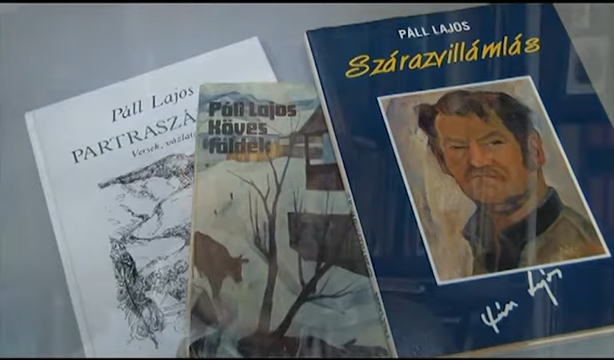 Páll Lajos
PARTRASZÁ
Versek, vázlat
Páll Lajos
Köves
földek
PÁLL LAJOS
Szárazvillámlás